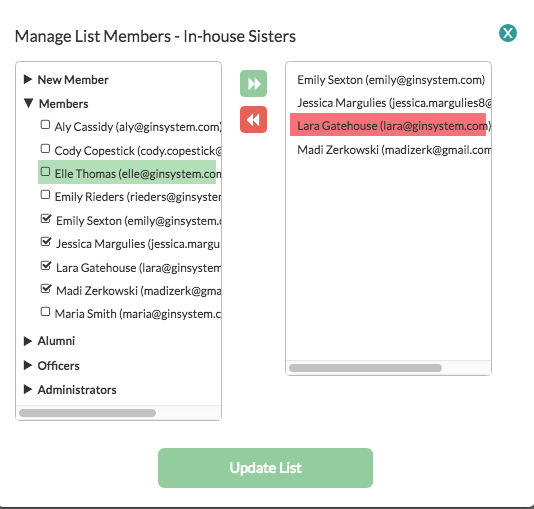 Manage List Members - In-house Sisters
X
New Member
Members
Aly Cassidy (aly@ginsystem.com)
Cody Copestick (cody.copestick@
Elle Thomas (elle@ginsystem.com
Emily Rieders (rieders@ginsystem
Emily Sexton (emily@ginsystem.c
Jessica Margulies (jessica.margu
Lara Gatehouse (lara@ginsystem
Madi Zerkowski (madizerk@gma
Maria Smith (maria@ginsystem.c
Alumni
Officers
Administrators
Emily Sexton (emily@ginsystem.com)
Jessica Margulies (jessica.margulies8@
Lara Gatehouse (lara@ginsystem.com)
Madi Zerkowski (madizerk@gmail.com
Update List